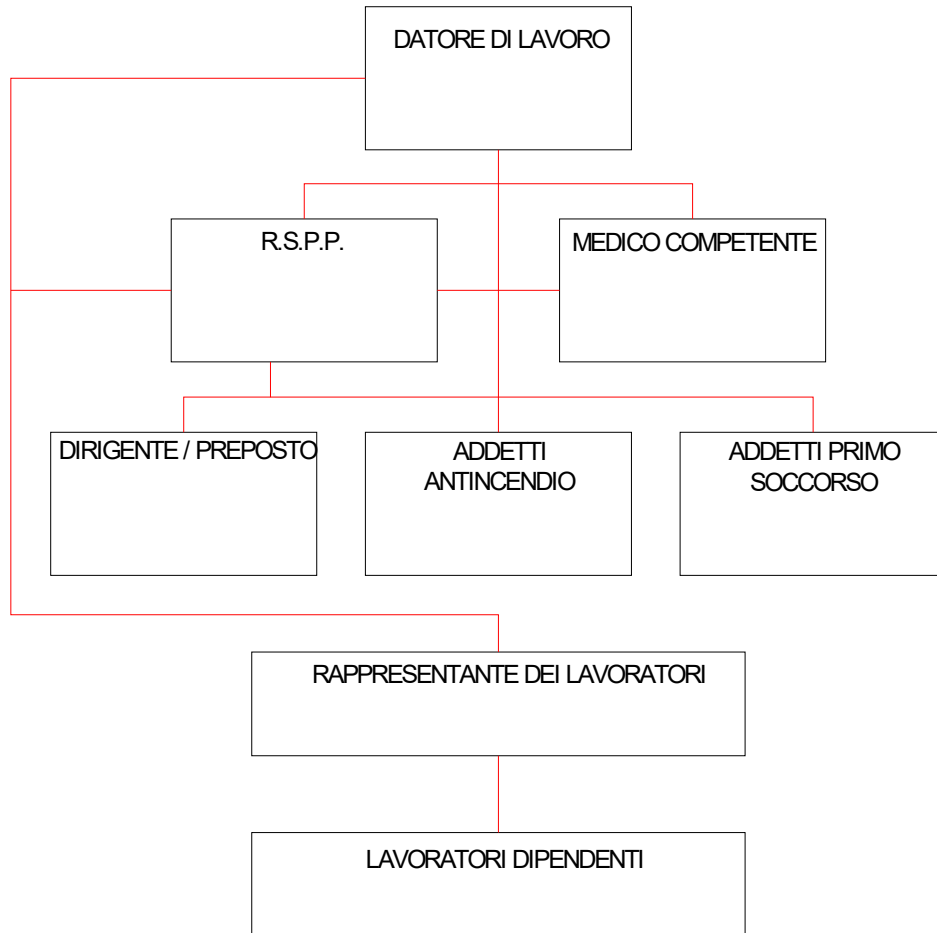 DATORE DI LAVORO
R.S.P.P.
MEDICO COMPETENTE
DIRIGENTE / PREPOSTO
ADDETTI
ANTINCENDIO
ADDETTI PRIMO
SOCCORSO
RAPPRESENTANTE DEI LAVORATORI
LAVORATORI DIPENDENTI